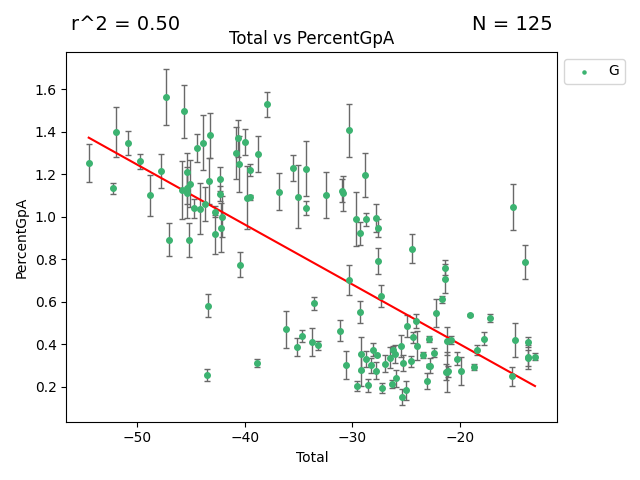 r^2 = 0.50 N = 125
Total vs PercentGpA
G
PercentGpA
1.6
1.4
1.2
1.0
0.8
0.6
0.4
0.2
−50 −40 −30 −20
Total